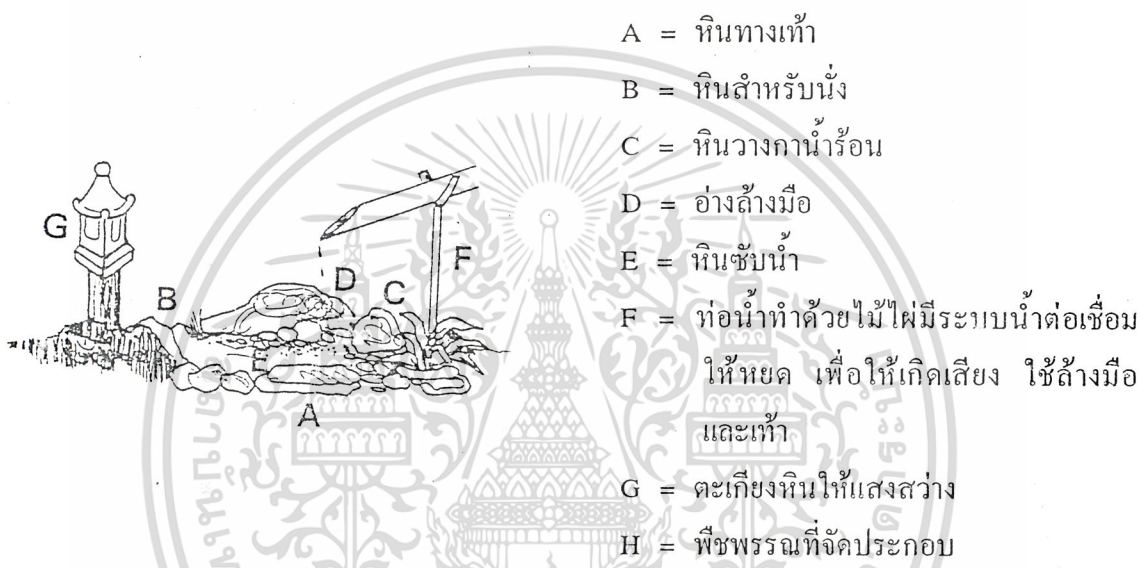 A = หินทางเท้า
B = หินสำหรับนั่ง
C = หินวางกาน้ำร้อน
D = อ่างล้างมือ
E = หินซับน้ำ
F = ท่อน้ำทำด้วยไม้ไผ่มีระบบน้ำต่อเชื่อม
ให้หยด เพื่อให้เกิดเสียง ใช้ล้างมือ
และเท้า
G = ตะเกียงหินให้แสงสว่าง
H = พืชพรรณที่จัดประกอบ
G
F
D
C
B
E
A